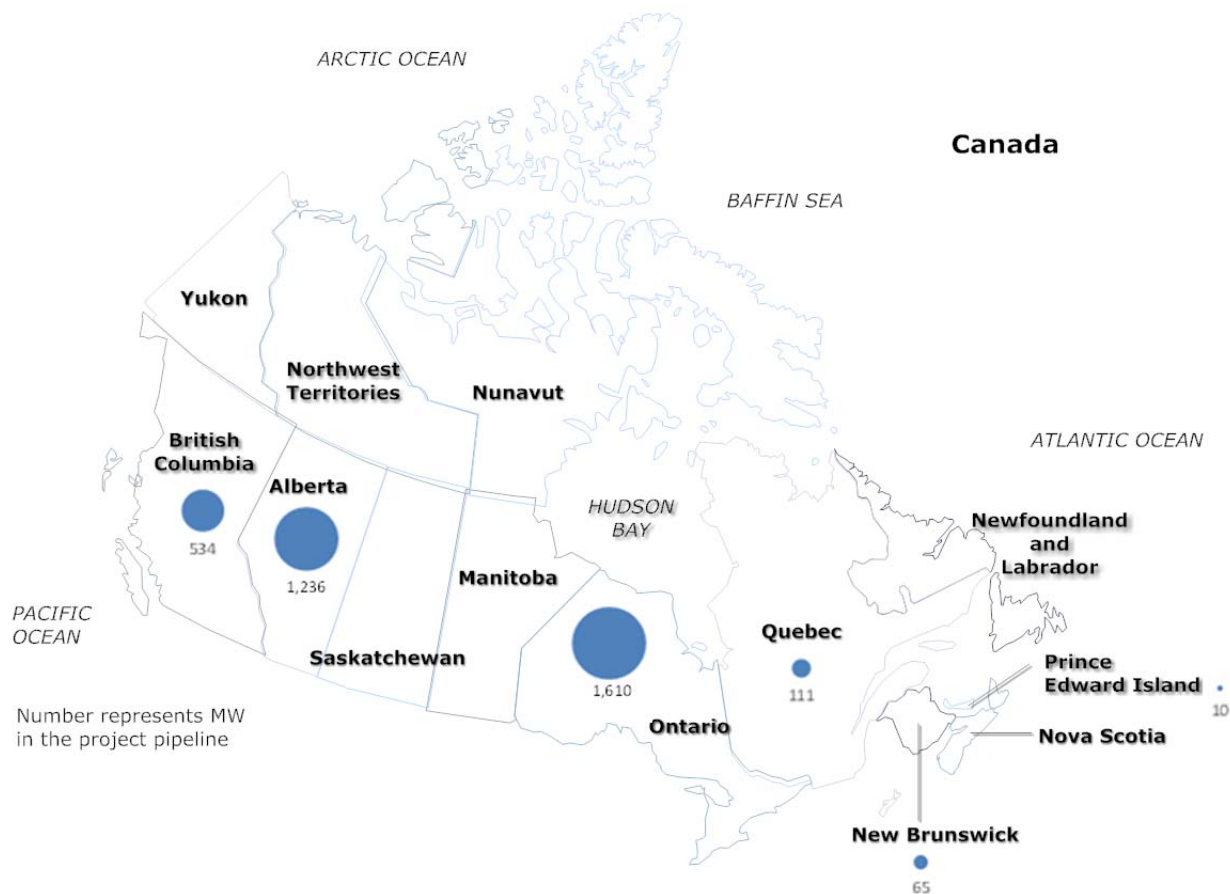 ARCTIC OCEAN
Canada
BAFFIN SEA
Yukon
Northwest
Territories
Nunavut
British
Columbia
534
Alberta
1,236
ATLANTIC OCEAN
HUDSON
BAY
Newfoundland
and
Labrador
Manitoba
PACIFIC
OCEAN
Saskatchewan
1,610
Ontario
Quebec
111
Prince
Edward Island
10
Nova Scotia
Number represents MW
in the project pipeline
New Brunswick
65